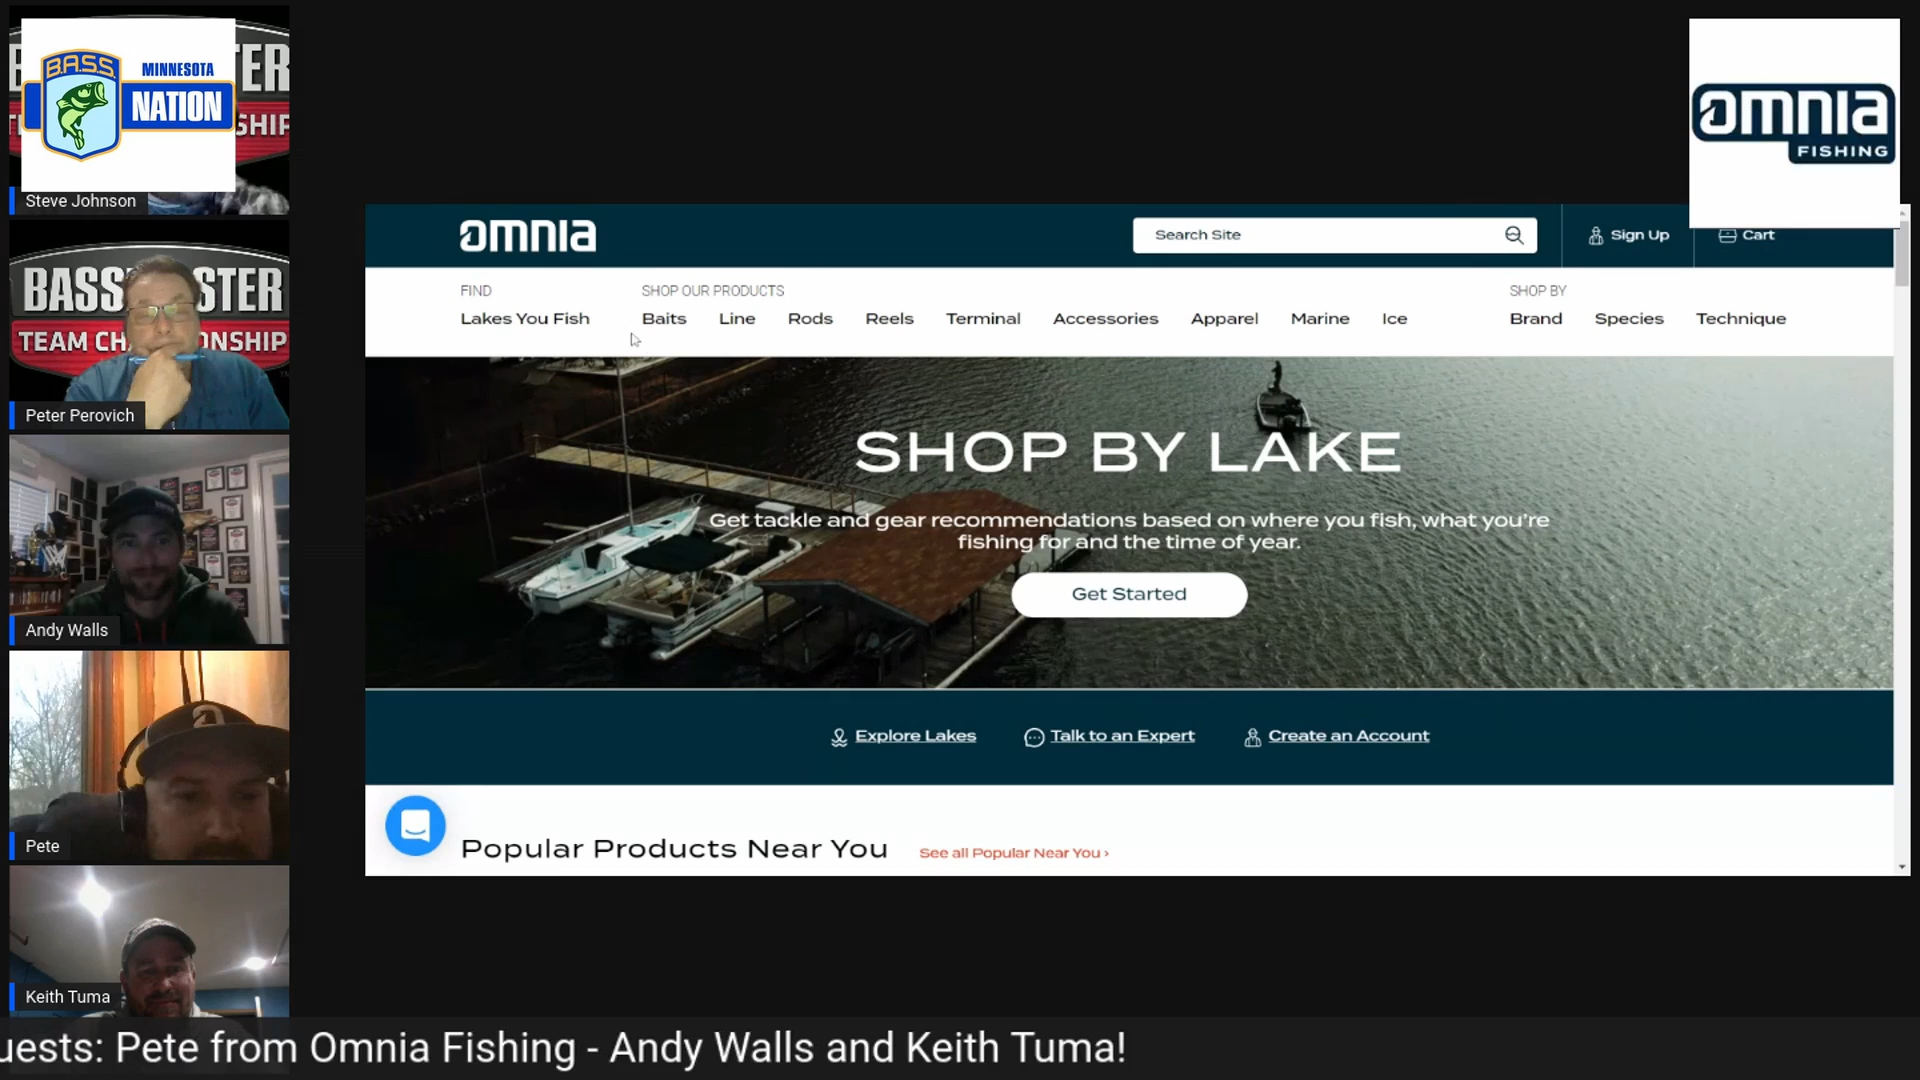 B.A.S.S.
MINNESOTA
NATION
ER
SHIP
Steve Johnson
BASS STER
TEAM CHA ONSHIP
Peter Perovich
Andy Walls
Pete
Keith Tuma
omnia
FISHING
omnia
Search Site
Sign Up
Cart
FIND
SHOP OUR PRODUCTS
SHOP BY
Lakes You Fish
Baits
Line
Rods
Reels
Terminal
Accessories
Apparel
Marine
Ice
Brand
Species
Technique
SHOP BY LAKE
Get tackle and gear recommendations based on where you fish, what you're
fishing for and the time of year.
Get Started
Explore Lakes
Talk to an Expert
Create an Account
Popular Products Near You
See all Popular Near You ›
uests: Pete from Omnia Fishing - Andy Walls and Keith Tuma!